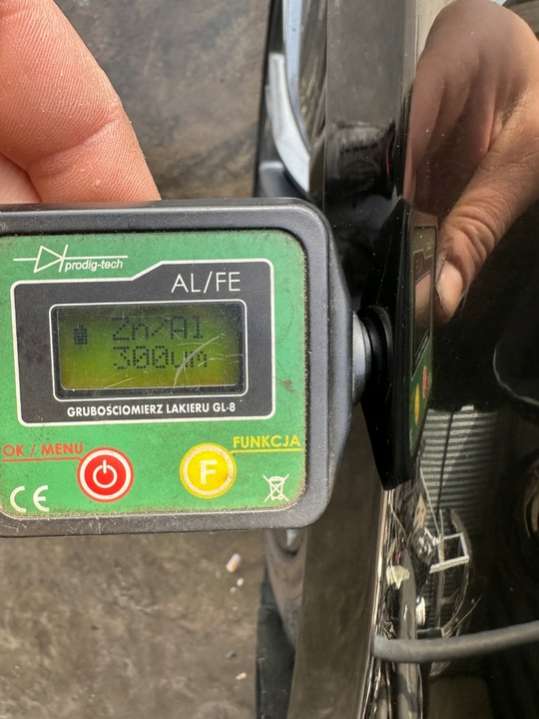 prodig-tech
AL/FE
Zn/Al
300um
GRUBOŚCIOMIERZ LAKIERU GL-8
OK / MENU
FUNKCJA
F
CE